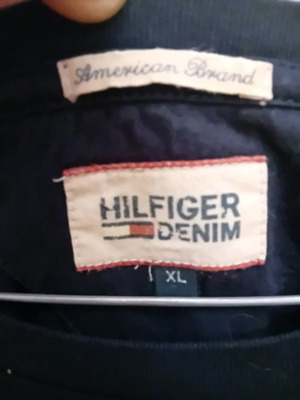 American Brand
HILFIGER
DENIM
XL